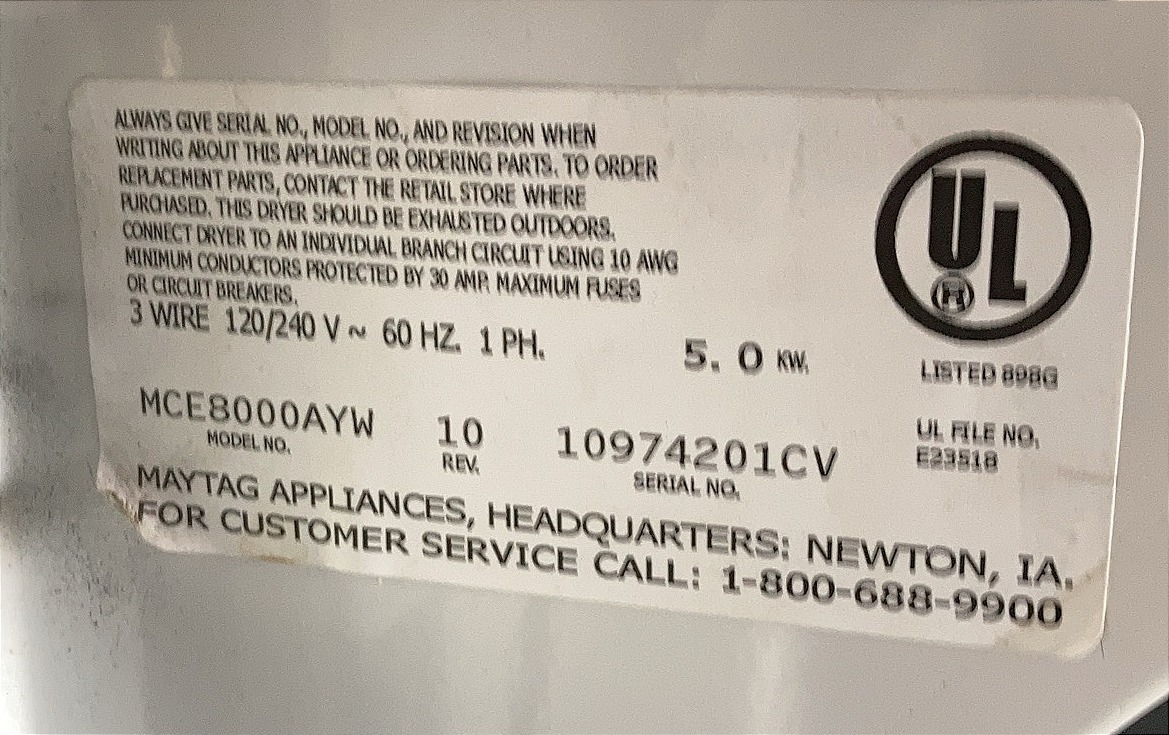 ALWAYS GIVE SERIAL NO., MODEL NO., AND REVISION WHEN
WRITING ABOUT THIS APPLIANCE OR ORDERING PARTS. TO ORDER
REPLACEMENT PARTS, CONTACT THE RETAIL STORE WHERE
PURCHASED. THIS DRYER SHOULD BE EXHAUSTED OUTDOORS.
CONNECT DRYER TO AN INDIVIDUAL BRANCH CIRCUIT USING 10 AWG
MINIMUM CONDUCTORS PROTECTED BY 30 AMP. MAXIMUM FUSES
OR CIRCUIT BREAKERS.
3 WIRE 120/240 V ~ 60 HZ. 1 PH. 5.0 KW.
UL ®
LISTED 898G
MCE8000AYW 10 10974201CV
MODEL NO. REV. SERIAL NO.
UL FILE NO.
E23518
MAYTAG APPLIANCES, HEADQUARTERS: NEWTON, IA.
FOR CUSTOMER SERVICE CALL: 1-800-688-9900